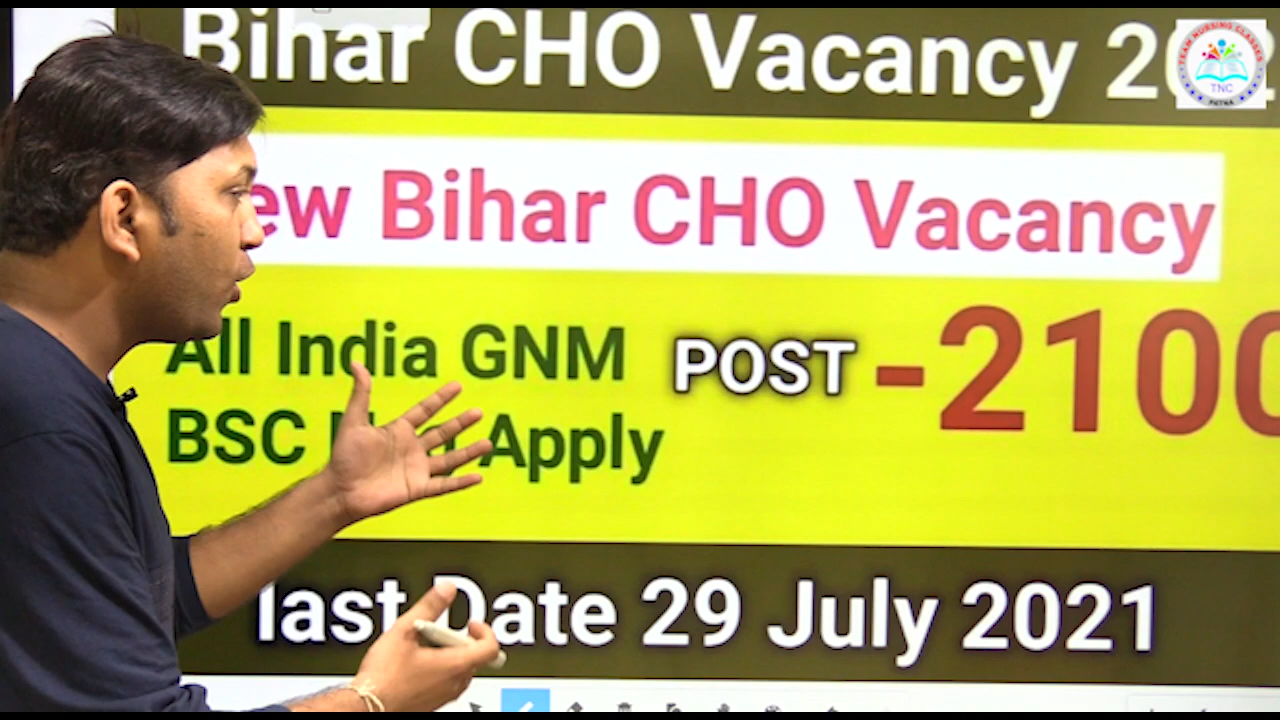 Bihar CHO Vacancy
TNC
PATNA
ew Bihar CHO Vacancy
All India GNM
POST -2100
BSC Apply
last Date 29 July 2021